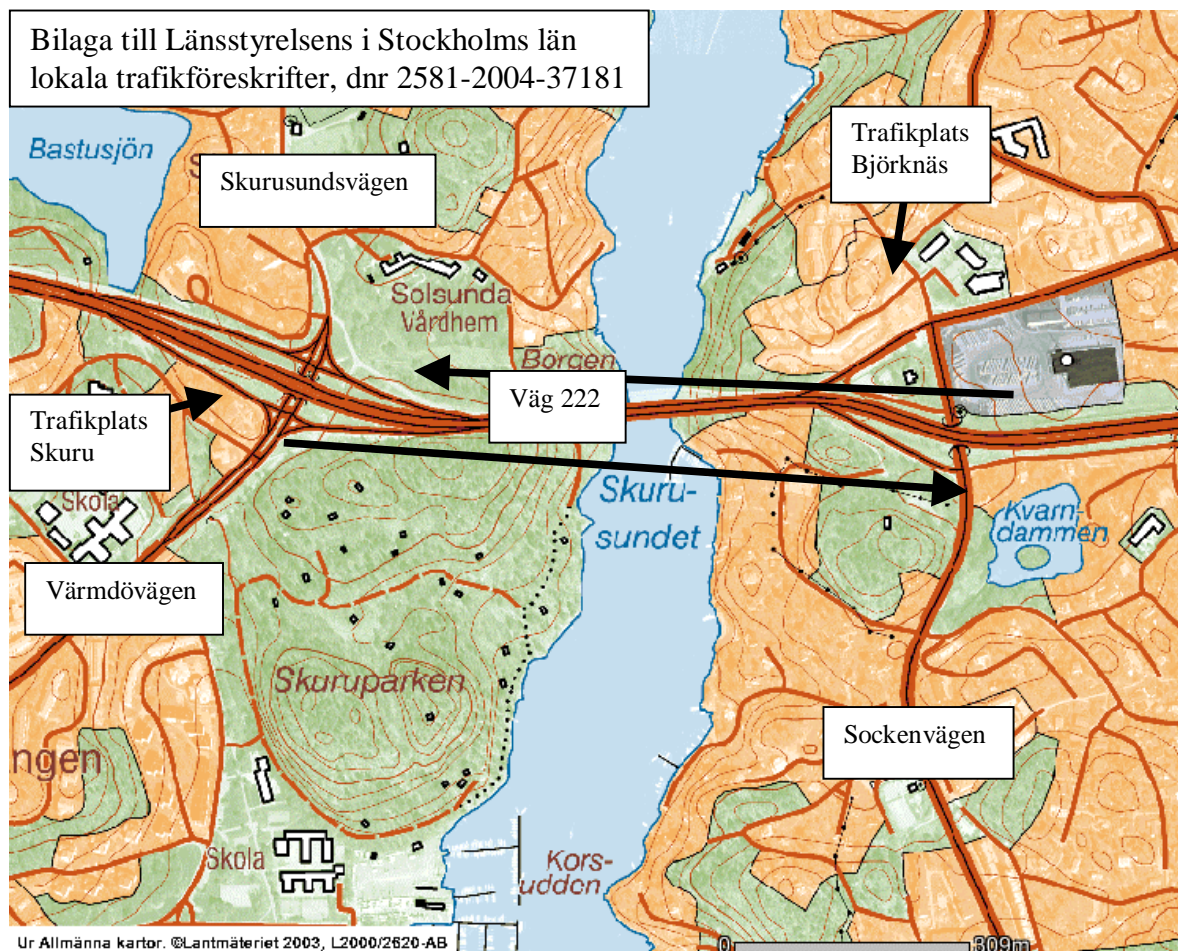 Bilaga till Länsstyrelsens i Stockholms län
lokala trafikföreskrifter, dnr 2581-2004-37181
Bastusjön
S
Skurusundsvägen
Trafikplats
Björknäs
Solsunda
Vårdhem
Borgen
Väg 222
Trafikplats
Skuru
Skola
Skuru-
sundet
Kvarn-
dammen
Värmdövägen
Skuruparken
Sockenvägen
ngen
Skola
Kors-
udden
Ur Allmänna kartor. ©Lantmäteriet 2003, L2000/2620-AB
0 809m